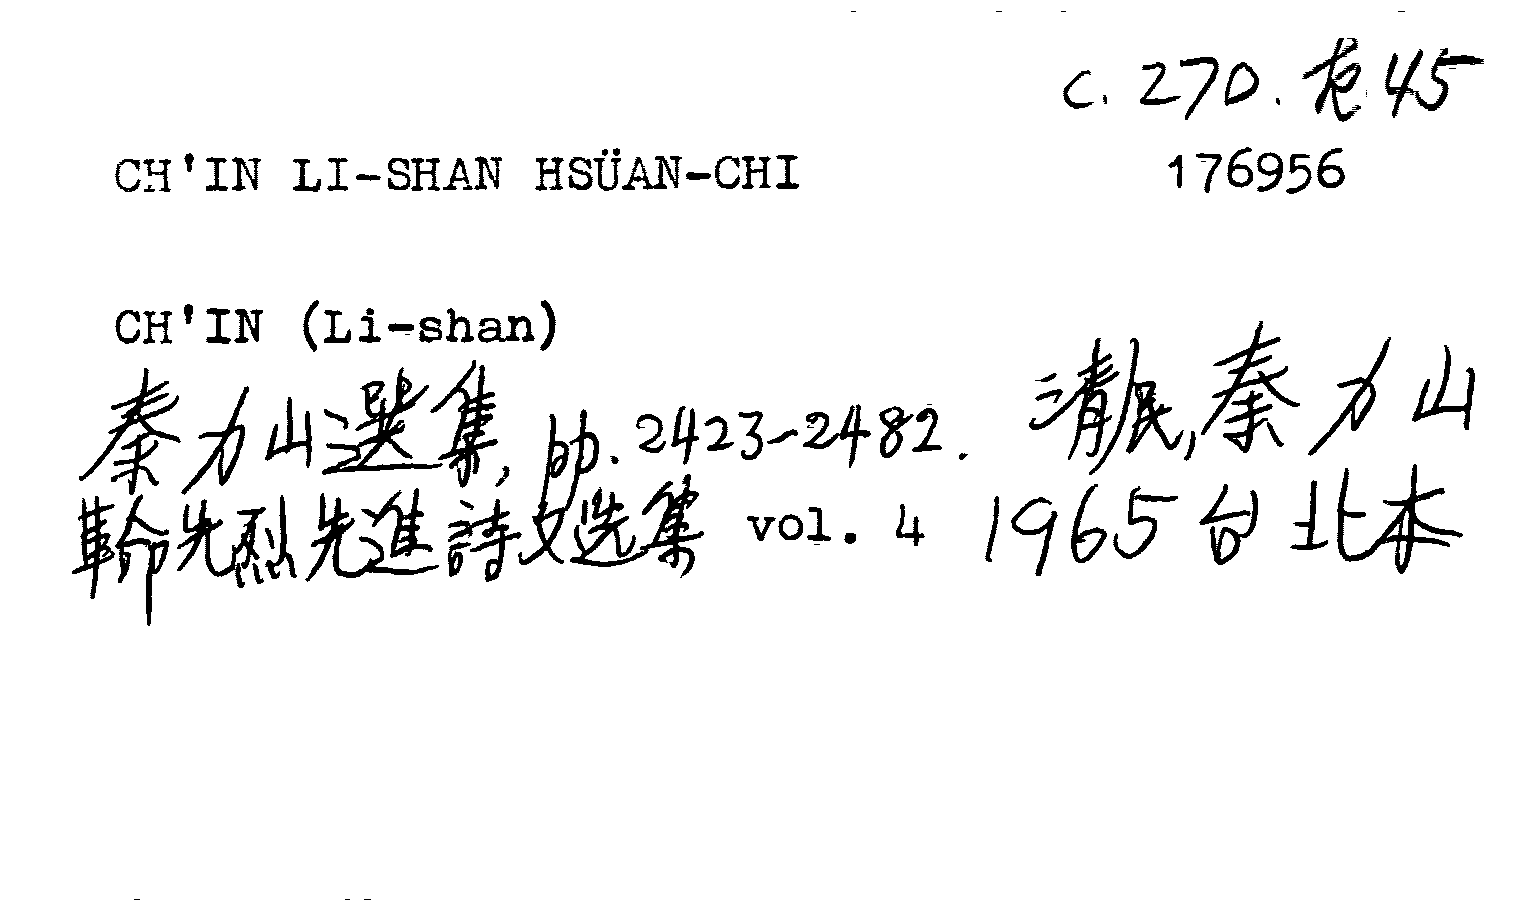 C. 270. 45
CH'IN LI-SHAN HSÜAN-CHI 176956
CH'IN (Li-shan)
秦力山選集, pp. 2423-2482. 清民, 秦力山
革命先烈先進詩文选集 vol. 4 1965 台北本